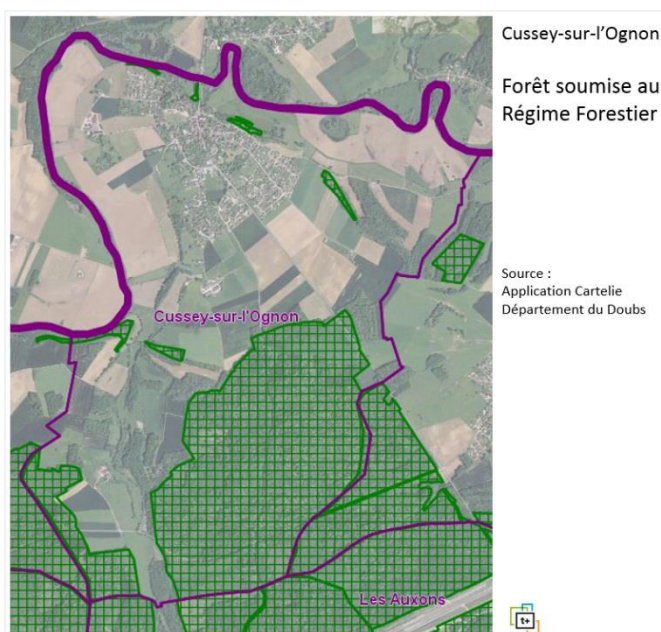 Cussey-sur-l'Ognon
Forêt soumise au
Régime Forestier
Source :
Application Cartelie
Département du Doubs
Cussey-sur-l'Ognon
Les Auxons
t+